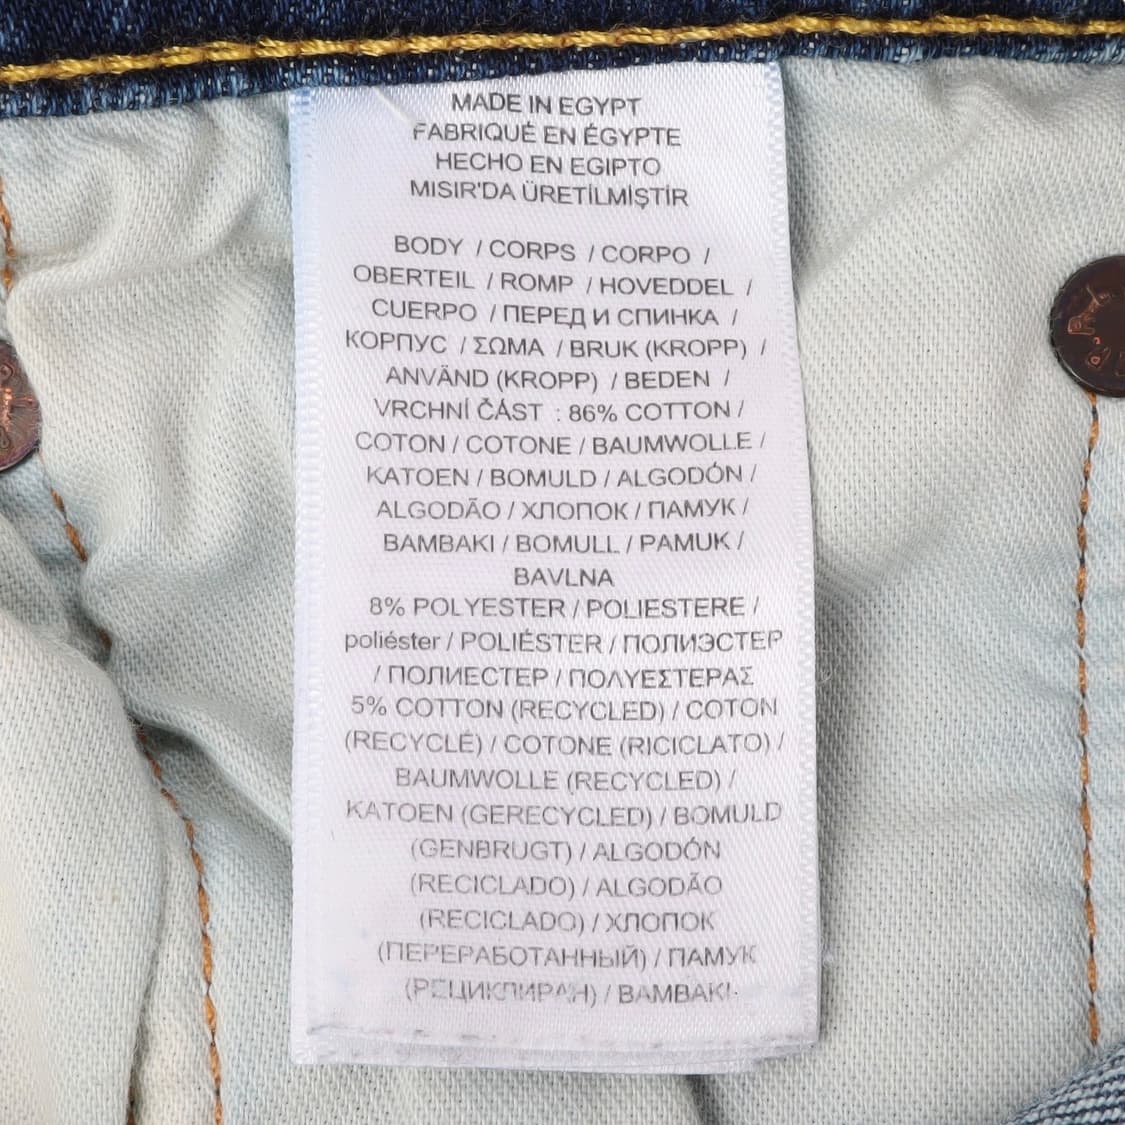 MADE IN EGYPT
FABRIQUÉ EN ÉGYPTE
HECHO EN EGIPTO
MISIR'DA ÜRETİLMİŞTİR
BODY / CORPS / CORPO /
OBERTEIL / ROMP / HOVEDDEL /
CUERPO / ПЕРЕД И СПИНКА /
КОРПУС / ΣΩΜΑ / BRUK (KROPP) /
ANVÄND (KROPP) / BEDEN /
VRCHNÍ ČÁST : 86% COTTON /
COTON / COTONE / BAUMWOLLE /
KATOEN / BOMULD / ALGODÓN /
ALGODÃO / ХЛОПОК / ПАМУК /
BAMBAKI / BOMULL / PAMUK /
BAVLNA
8% POLYESTER / POLIESTERE /
poliéster / POLIÉSTER / ПОЛИЭСТЕР
/ ПОЛИЕСТЕР / ΠΟΛΥΕΣΤΕΡΑΣ
5% COTTON (RECYCLED) / COTON
(RECYCLÉ) / COTONE (RICICLATO) /
BAUMWOLLE (RECYCLED) /
KATOEN (GERECYCLED) / BOMULD
(GENBRUGT) / ALGODÓN
(RECICLADO) / ALGODÃO
(RECICLADO) / ХЛОПОК
(ПЕРЕРАБОТАННЫЙ) / ПАМУК
(РЕЦИКЛИРАН) / BAMBAKI